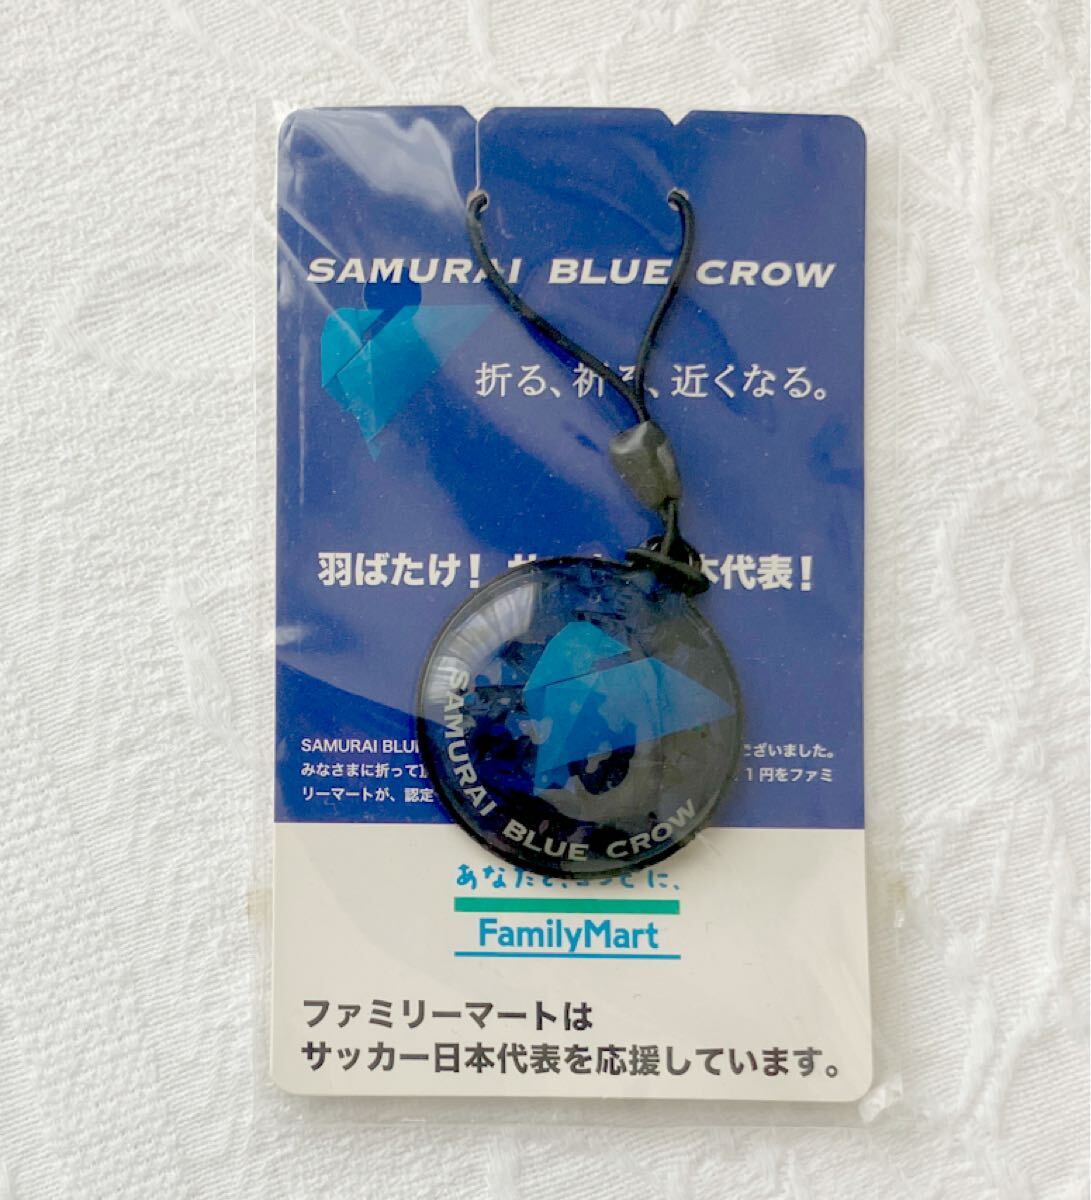 SAMURAI BLUE CROW
折る、祈る、近くなる。
羽ばたけ! 本代表!
SAMURAI ございました。
みなさまに折って 1円をファミ
リーマートが、認定
SAMURAI BLUE CROW
あなたと、に、
FamilyMart
ファミリーマートは
サッカー日本代表を応援しています。